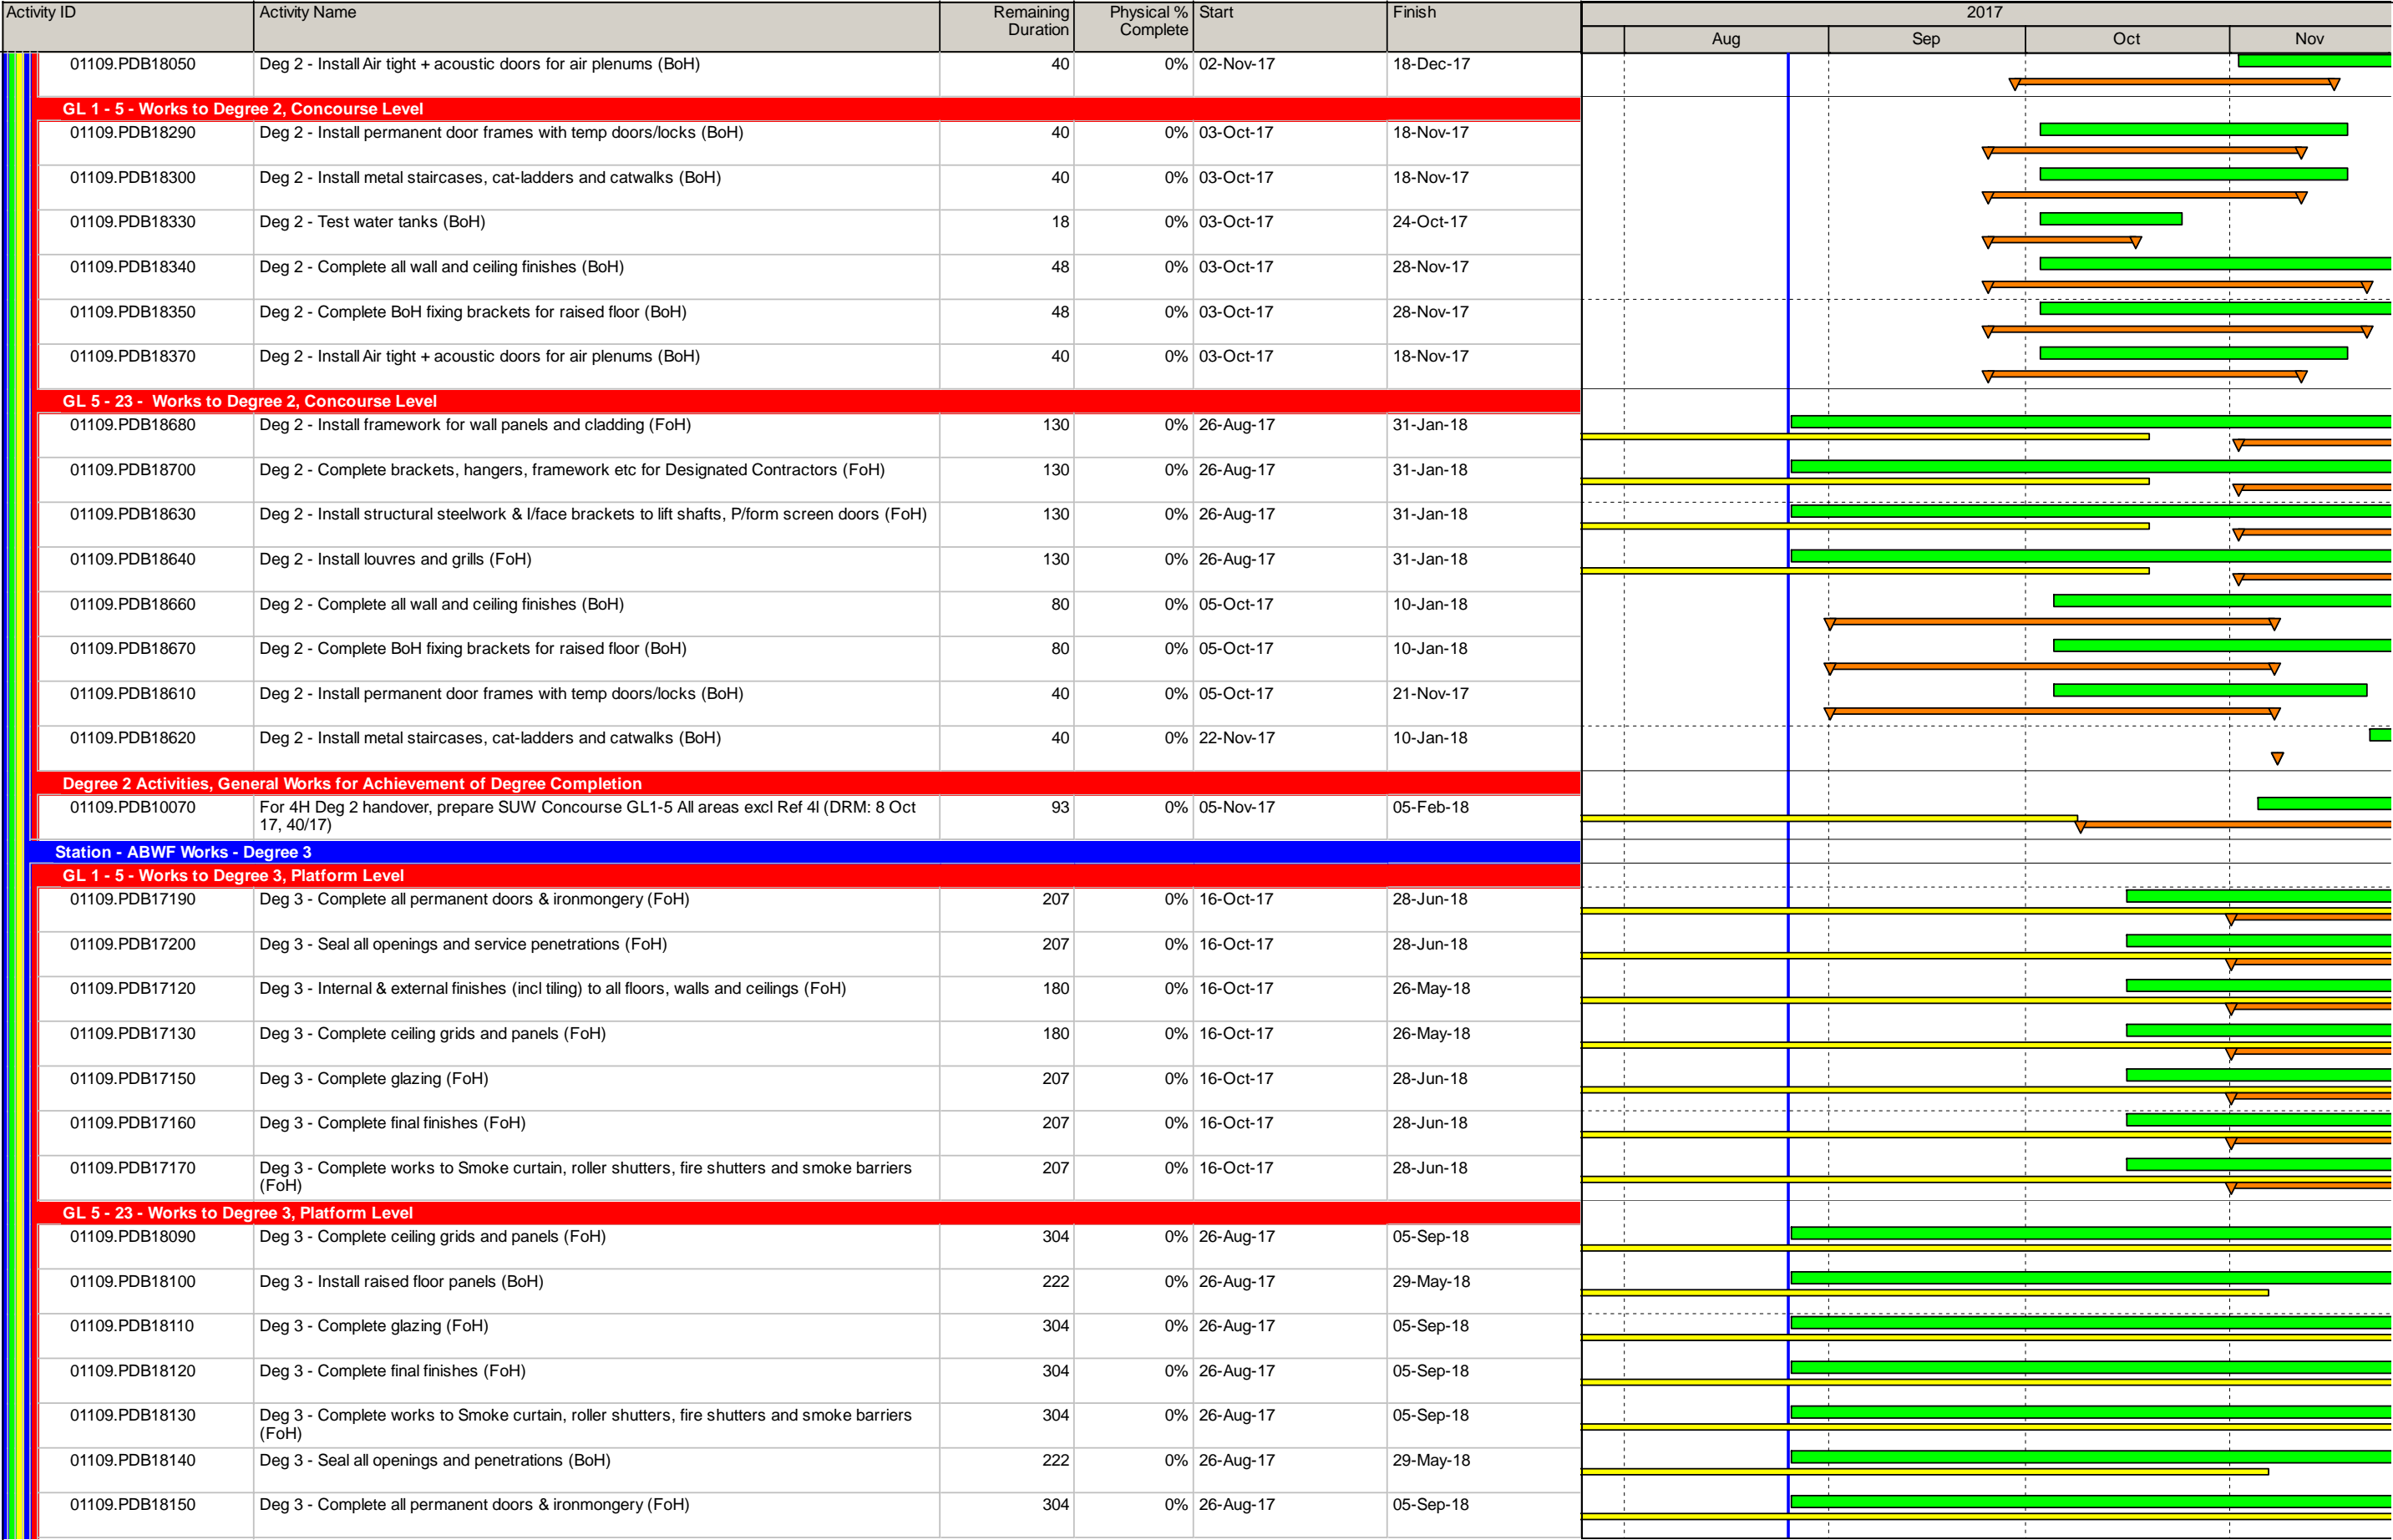 Activity ID Activity Name Remaining Duration Physical % Complete Start Finish 2017
Aug Sep Oct Nov
01109.PDB18050 Deg 2 - Install Air tight + acoustic doors for air plenums (BoH) 40 0% 02-Nov-17 18-Dec-17
GL 1 - 5 - Works to Degree 2, Concourse Level
01109.PDB18290 Deg 2 - Install permanent door frames with temp doors/locks (BoH) 40 0% 03-Oct-17 18-Nov-17
01109.PDB18300 Deg 2 - Install metal staircases, cat-ladders and catwalks (BoH) 40 0% 03-Oct-17 18-Nov-17
01109.PDB18330 Deg 2 - Test water tanks (BoH) 18 0% 03-Oct-17 24-Oct-17
01109.PDB18340 Deg 2 - Complete all wall and ceiling finishes (BoH) 48 0% 03-Oct-17 28-Nov-17
01109.PDB18350 Deg 2 - Complete BoH fixing brackets for raised floor (BoH) 48 0% 03-Oct-17 28-Nov-17
01109.PDB18370 Deg 2 - Install Air tight + acoustic doors for air plenums (BoH) 40 0% 03-Oct-17 18-Nov-17
GL 5 - 23 - Works to Degree 2, Concourse Level
01109.PDB18680 Deg 2 - Install framework for wall panels and cladding (FoH) 130 0% 26-Aug-17 31-Jan-18
01109.PDB18700 Deg 2 - Complete brackets, hangers, framework etc for Designated Contractors (FoH) 130 0% 26-Aug-17 31-Jan-18
01109.PDB18630 Deg 2 - Install structural steelwork & I/face brackets to lift shafts, P/form screen doors (FoH) 130 0% 26-Aug-17 31-Jan-18
01109.PDB18640 Deg 2 - Install louvres and grills (FoH) 130 0% 26-Aug-17 31-Jan-18
01109.PDB18660 Deg 2 - Complete all wall and ceiling finishes (BoH) 80 0% 05-Oct-17 10-Jan-18
01109.PDB18670 Deg 2 - Complete BoH fixing brackets for raised floor (BoH) 80 0% 05-Oct-17 10-Jan-18
01109.PDB18610 Deg 2 - Install permanent door frames with temp doors/locks (BoH) 40 0% 05-Oct-17 21-Nov-17
01109.PDB18620 Deg 2 - Install metal staircases, cat-ladders and catwalks (BoH) 40 0% 22-Nov-17 10-Jan-18
Degree 2 Activities, General Works for Achievement of Degree Completion
01109.PDB10070 For 4H Deg 2 handover, prepare SUW Concourse GL1-5 All areas excl Ref 4I (DRM: 8 Oct 93 0% 05-Nov-17 05-Feb-18
17, 40/17)
Station - ABWF Works - Degree 3
GL 1 - 5 - Works to Degree 3, Platform Level
01109.PDB17190 Deg 3 - Complete all permanent doors & ironmongery (FoH) 207 0% 16-Oct-17 28-Jun-18
01109.PDB17200 Deg 3 - Seal all openings and service penetrations (FoH) 207 0% 16-Oct-17 28-Jun-18
01109.PDB17120 Deg 3 - Internal & external finishes (incl tiling) to all floors, walls and ceilings (FoH) 180 0% 16-Oct-17 26-May-18
01109.PDB17130 Deg 3 - Complete ceiling grids and panels (FoH) 180 0% 16-Oct-17 26-May-18
01109.PDB17150 Deg 3 - Complete glazing (FoH) 207 0% 16-Oct-17 28-Jun-18
01109.PDB17160 Deg 3 - Complete final finishes (FoH) 207 0% 16-Oct-17 28-Jun-18
01109.PDB17170 Deg 3 - Complete works to Smoke curtain, roller shutters, fire shutters and smoke barriers 207 0% 16-Oct-17 28-Jun-18
(FoH)
GL 5 - 23 - Works to Degree 3, Platform Level
01109.PDB18090 Deg 3 - Complete ceiling grids and panels (FoH) 304 0% 26-Aug-17 05-Sep-18
01109.PDB18100 Deg 3 - Install raised floor panels (BoH) 222 0% 26-Aug-17 29-May-18
01109.PDB18110 Deg 3 - Complete glazing (FoH) 304 0% 26-Aug-17 05-Sep-18
01109.PDB18120 Deg 3 - Complete final finishes (FoH) 304 0% 26-Aug-17 05-Sep-18
01109.PDB18130 Deg 3 - Complete works to Smoke curtain, roller shutters, fire shutters and smoke barriers 304 0% 26-Aug-17 05-Sep-18
(FoH)
01109.PDB18140 Deg 3 - Seal all openings and penetrations (BoH) 222 0% 26-Aug-17 29-May-18
01109.PDB18150 Deg 3 - Complete all permanent doors & ironmongery (FoH) 304 0% 26-Aug-17 05-Sep-18